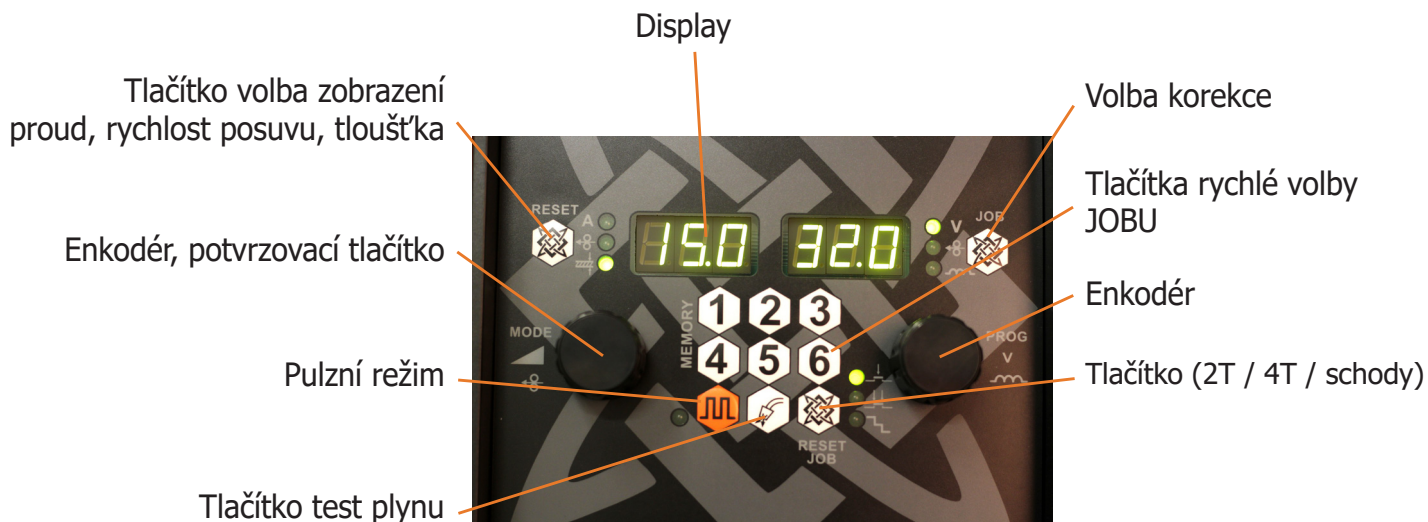 Display
Tlačítko volba zobrazení
proud, rychlost posuvu, tloušťka
Volba korekce
Tlačítka rychlé volby
JOBU
Enkodér, potvrzovací tlačítko
Enkodér
Pulzní režim
Tlačítko (2T / 4T / schody)
Tlačítko test plynu
RESET
A
15.0
32.0
V
JOB
MEMORY
1 2 3
4 5 6
MODE
PROG
V
RESET
JOB